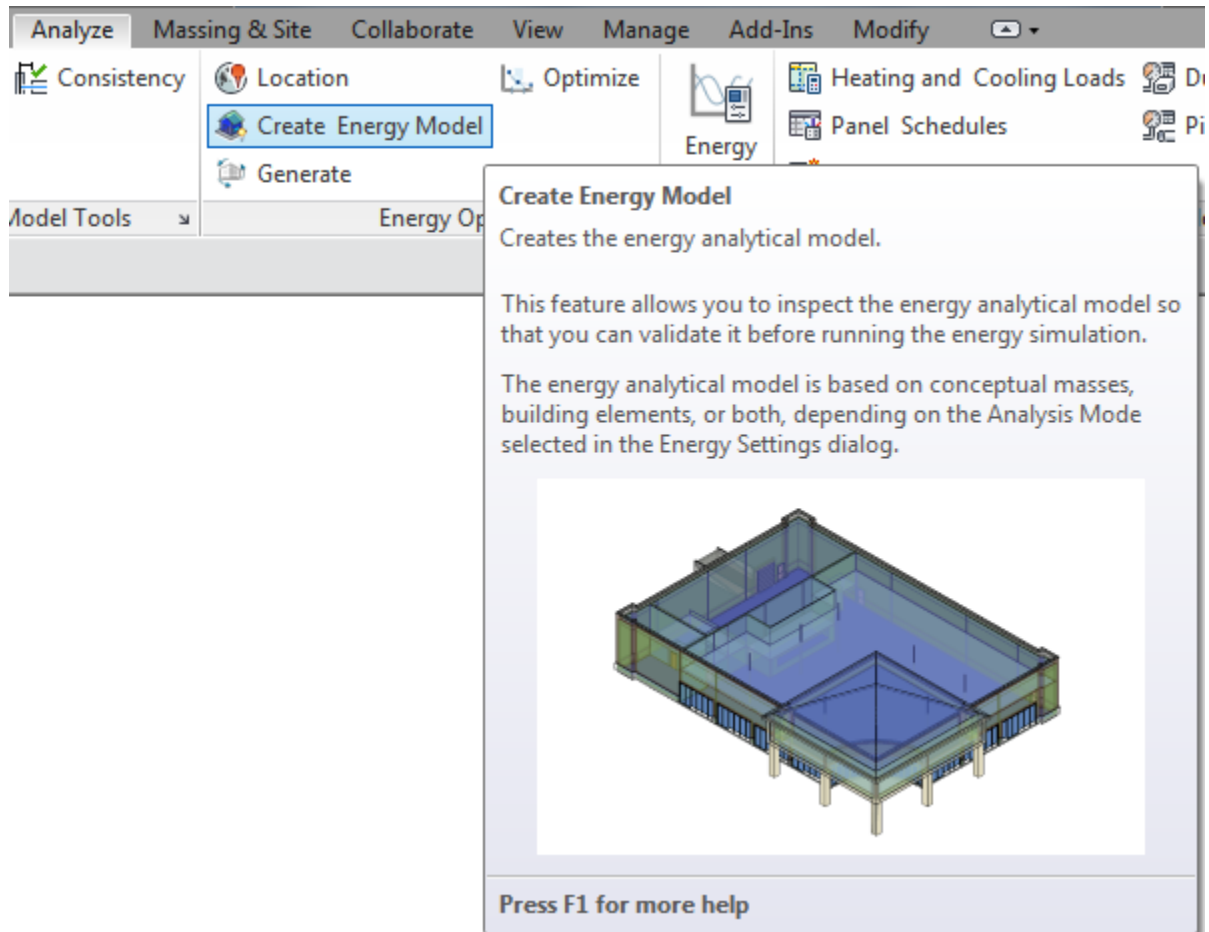 Analyze Massing & Site Collaborate View Manage Add-Ins Modify
Consistency Location Optimize Heating and Cooling Loads Du
Create Energy Model Panel Schedules Pi
Energy
Generate
Model Tools Energy Op
Create Energy Model
Creates the energy analytical model.
This feature allows you to inspect the energy analytical model so
that you can validate it before running the energy simulation.
The energy analytical model is based on conceptual masses,
building elements, or both, depending on the Analysis Mode
selected in the Energy Settings dialog.
Press F1 for more help